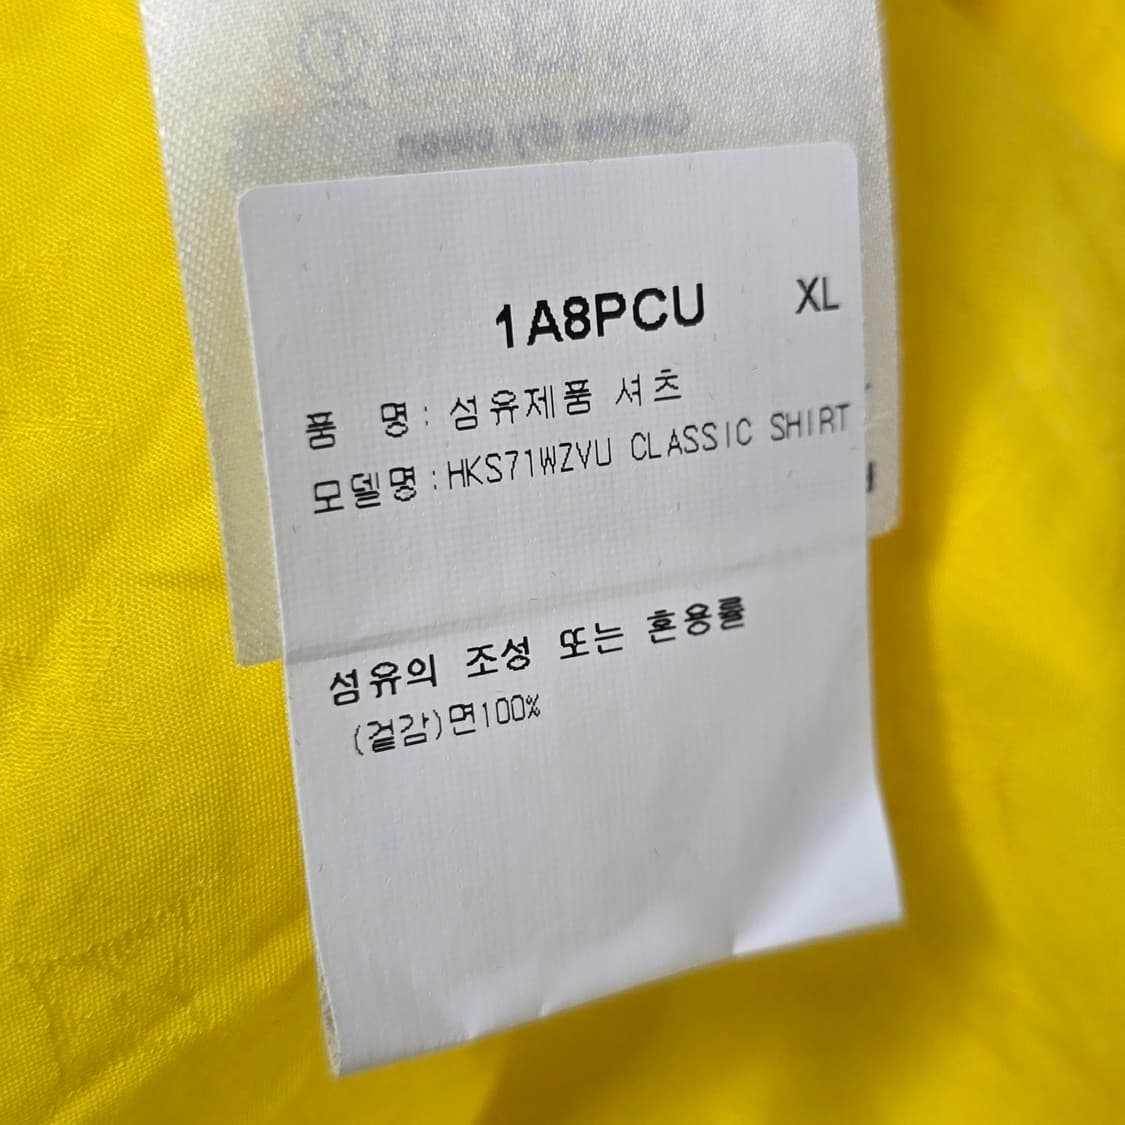 1A8PCU XL
품 명 : 섬유제품 셔츠
모델명 : HKS71WZVU CLASSIC SHIRT
섬유의 조성 또는 혼용률
(겉감)면100%